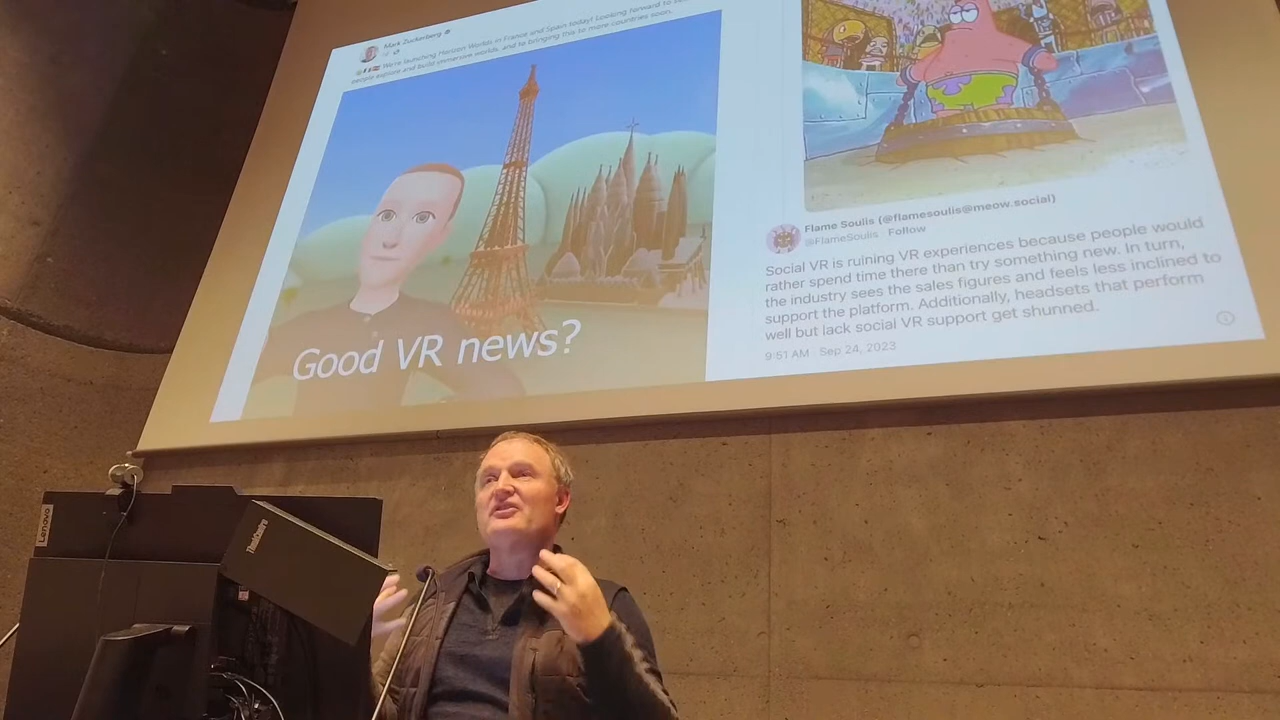 Mark Zuckerberg
We're launching Horizon Worlds in France and Spain today! Looking forward to
people explore and build immersive worlds, and to bringing this to more countries soon.
Good VR news?
Flame Soulis (@flamesoulis@meow.social)
@FlameSoulis · Follow
Social VR is ruining VR experiences because people would
rather spend time there than try something new. In turn,
the industry sees the sales figures and feels less inclined to
support the platform. Additionally, headsets that perform
well but lack social VR support get shunned.
9:51 AM · Sep 24, 2023
Lenovo
ThinkCentre